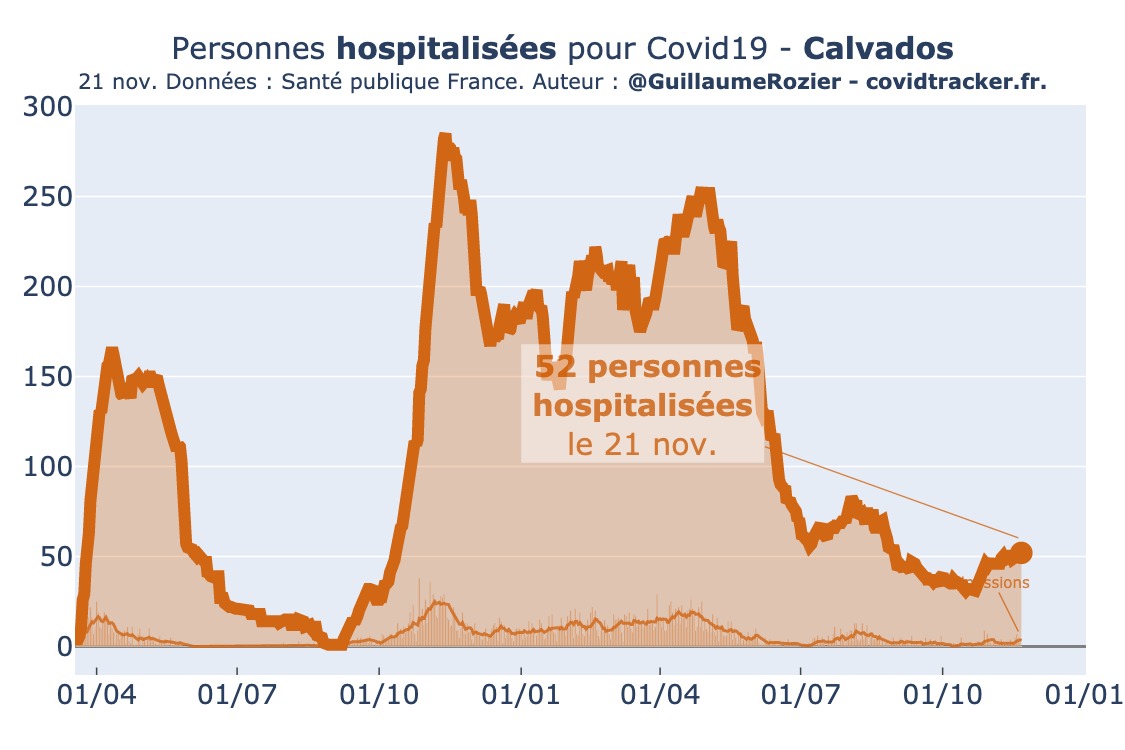 Personnes hospitalisées pour Covid19 - Calvados
21 nov. Données : Santé publique France. Auteur : @GuillaumeRozier - covidtracker.fr.
300
250
200
150
100
50
0
52 personnes
hospitalisées
le 21 nov.
01/04 01/07 01/10 01/01 01/04 01/07 01/10 01/01